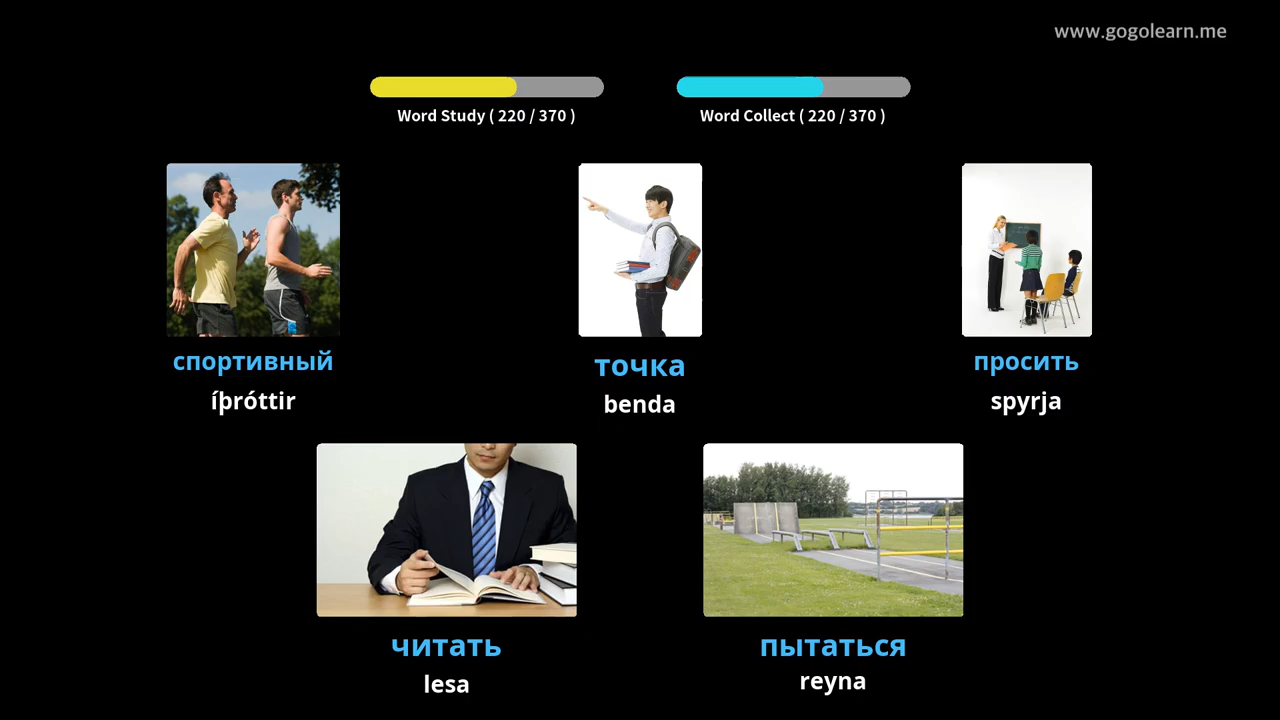 www.gogolearn.me
Word Study ( 220 / 370 )
Word Collect ( 220 / 370 )
спортивный
íþróttir
точка
benda
просить
spyrja
читать
lesa
пытаться
reyna